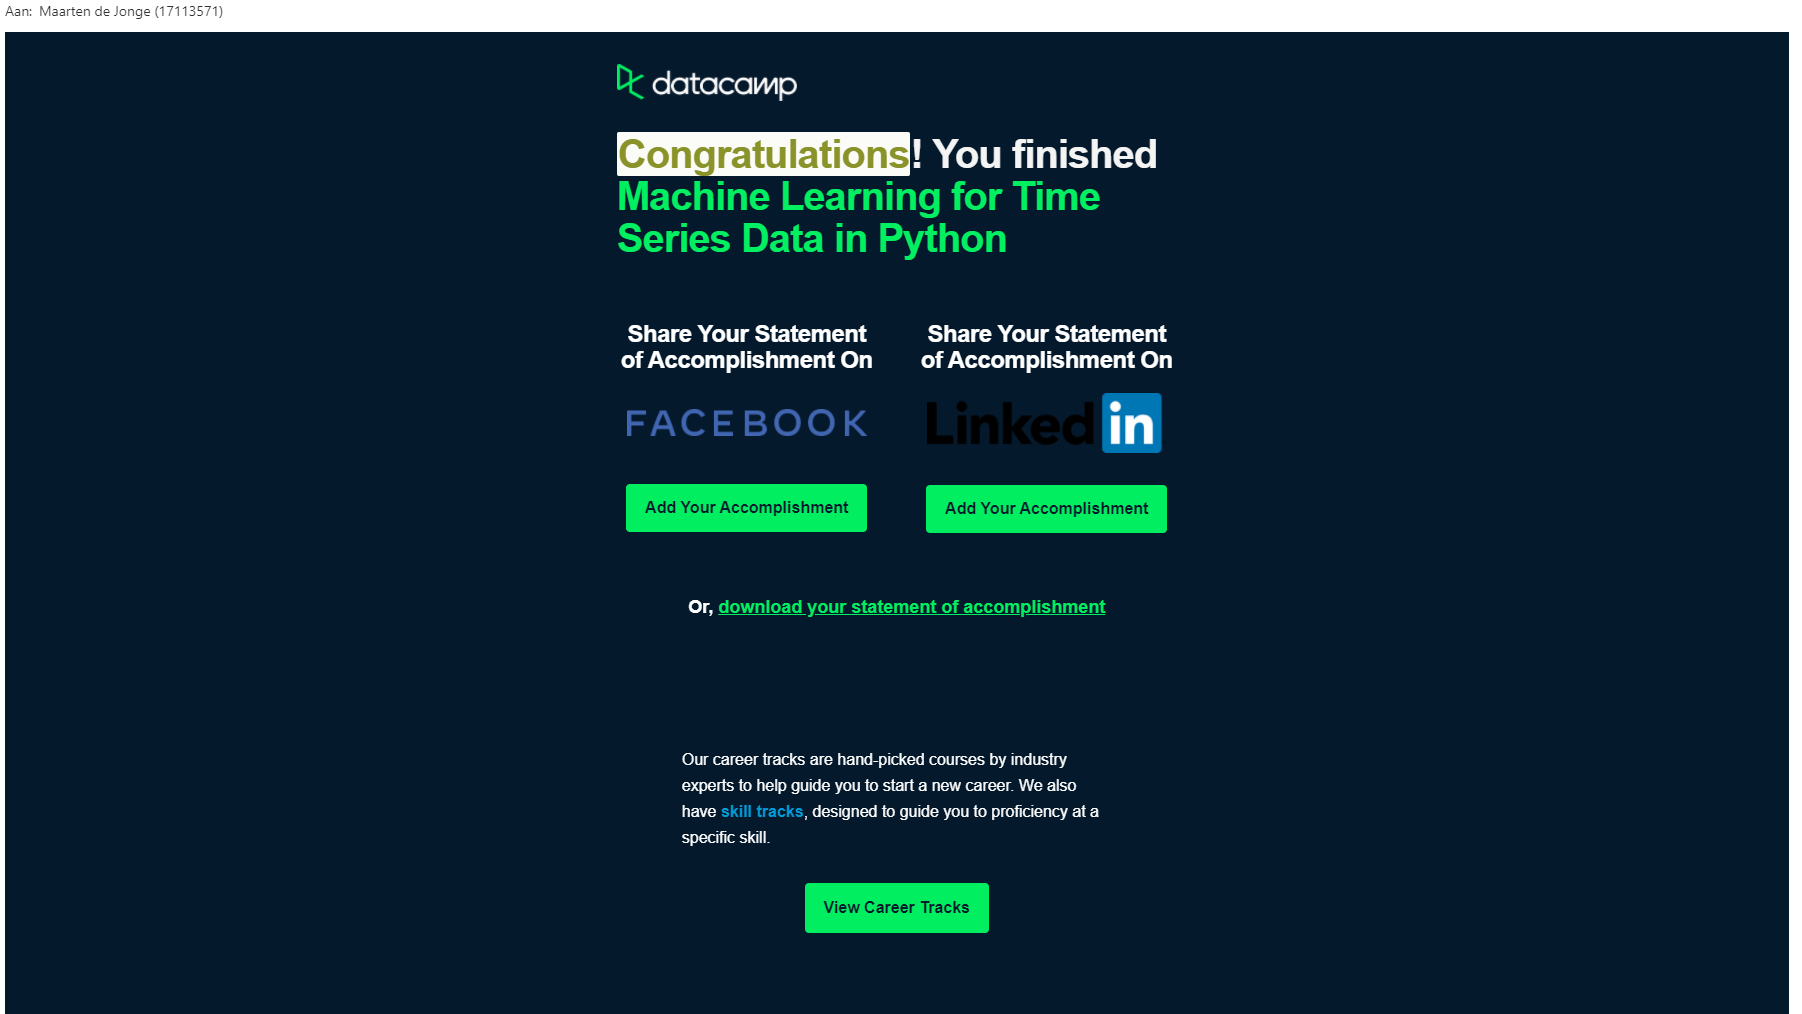 Aan: Maarten de Jonge (17113571)
datacamp
Congratulations! You finished
Machine Learning for Time
Series Data in Python
Share Your Statement
of Accomplishment On
FACEBOOK
Add Your Accomplishment
Share Your Statement
of Accomplishment On
Linked in
Add Your Accomplishment
Or, download your statement of accomplishment
Our career tracks are hand-picked courses by industry
experts to help guide you to start a new career. We also
have skill tracks, designed to guide you to proficiency at a
specific skill.
View Career Tracks